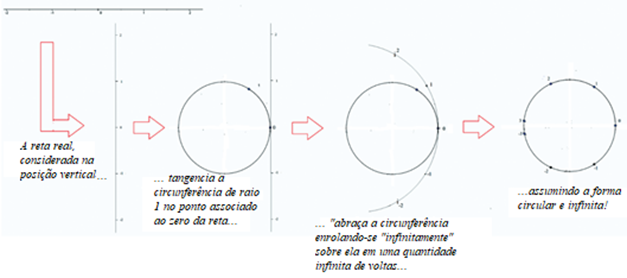 A reta real,
considerada na
posição vertical...
... tangencia a
circunferência de raio
1 no ponto associado
ao zero da reta...
... "abraça a circunferência
enrolando-se "infinitamente"
sobre ela em uma quantidade
infinita de voltas...
...assumindo a forma
circular e infinita!